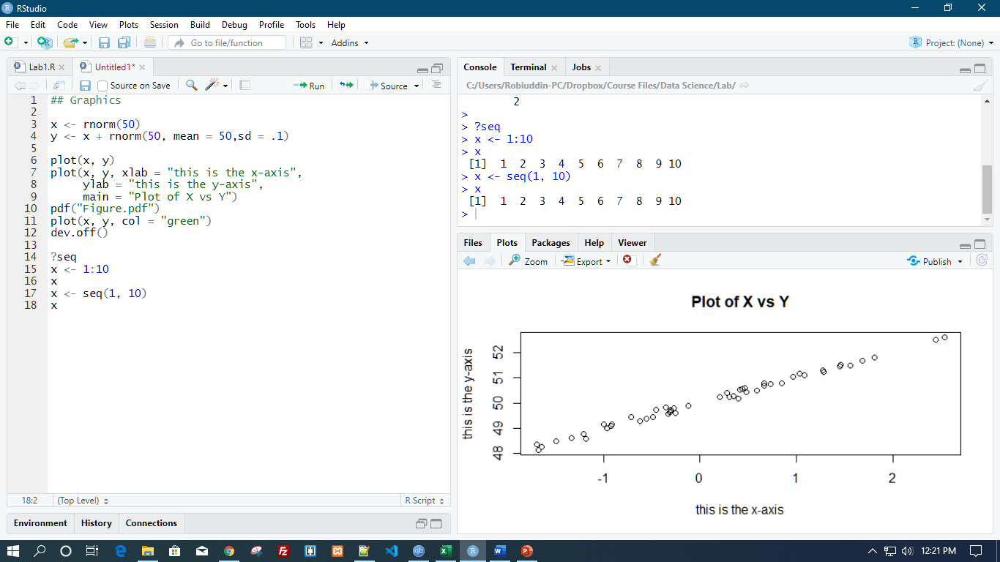 RStudio
File Edit Code View Plots Session Build Debug Profile Tools Help
Go to file/function Addins Project: (None)
Lab1.R Untitled1*
Source on Save Run Source
1 ## Graphics
2
3 x <- rnorm(50)
4 y <- x + rnorm(50, mean = 50,sd = .1)
5
6 plot(x, y)
7 plot(x, y, xlab = "this is the x-axis",
8 ylab = "this is the y-axis",
9 main = "Plot of X vs Y")
10 pdf("Figure.pdf")
11 plot(x, y, col = "green")
12 dev.off()
13
14 ?seq
15 x <- 1:10
16 x
17 x <- seq(1, 10)
18 x
18:2 (Top Level) R Script
Environment History Connections
Console Terminal Jobs
C:/Users/Robiuddin-PC/Dropbox/Course Files/Data Science/Lab/
2
>
> ?seq
> x <- 1:10
> x
[1] 1 2 3 4 5 6 7 8 9 10
> x <- seq(1, 10)
> x
[1] 1 2 3 4 5 6 7 8 9 10
>
Files Plots Packages Help Viewer
Zoom Export Publish
Plot of X vs Y
this is the y-axis
52
51
50
49
48
-1 0 1 2
this is the x-axis
12:21 PM